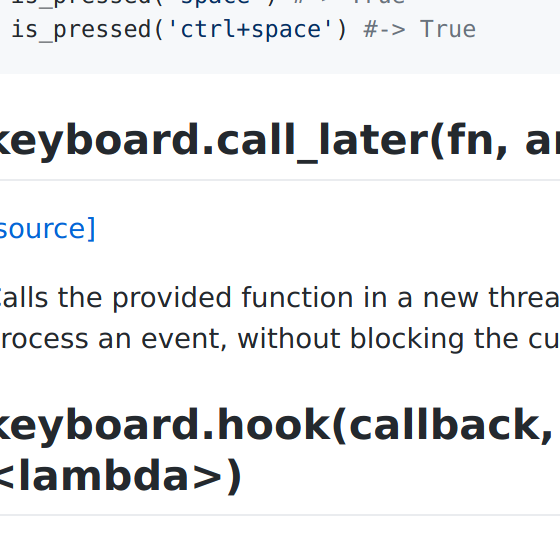 is_pressed('space') #-> True
is_pressed('ctrl+space') #-> True
keyboard.call_later(fn, ar
source]
Calls the provided function in a new threa
rocess an event, without blocking the cu
keyboard.hook(callback,
<lambda>)